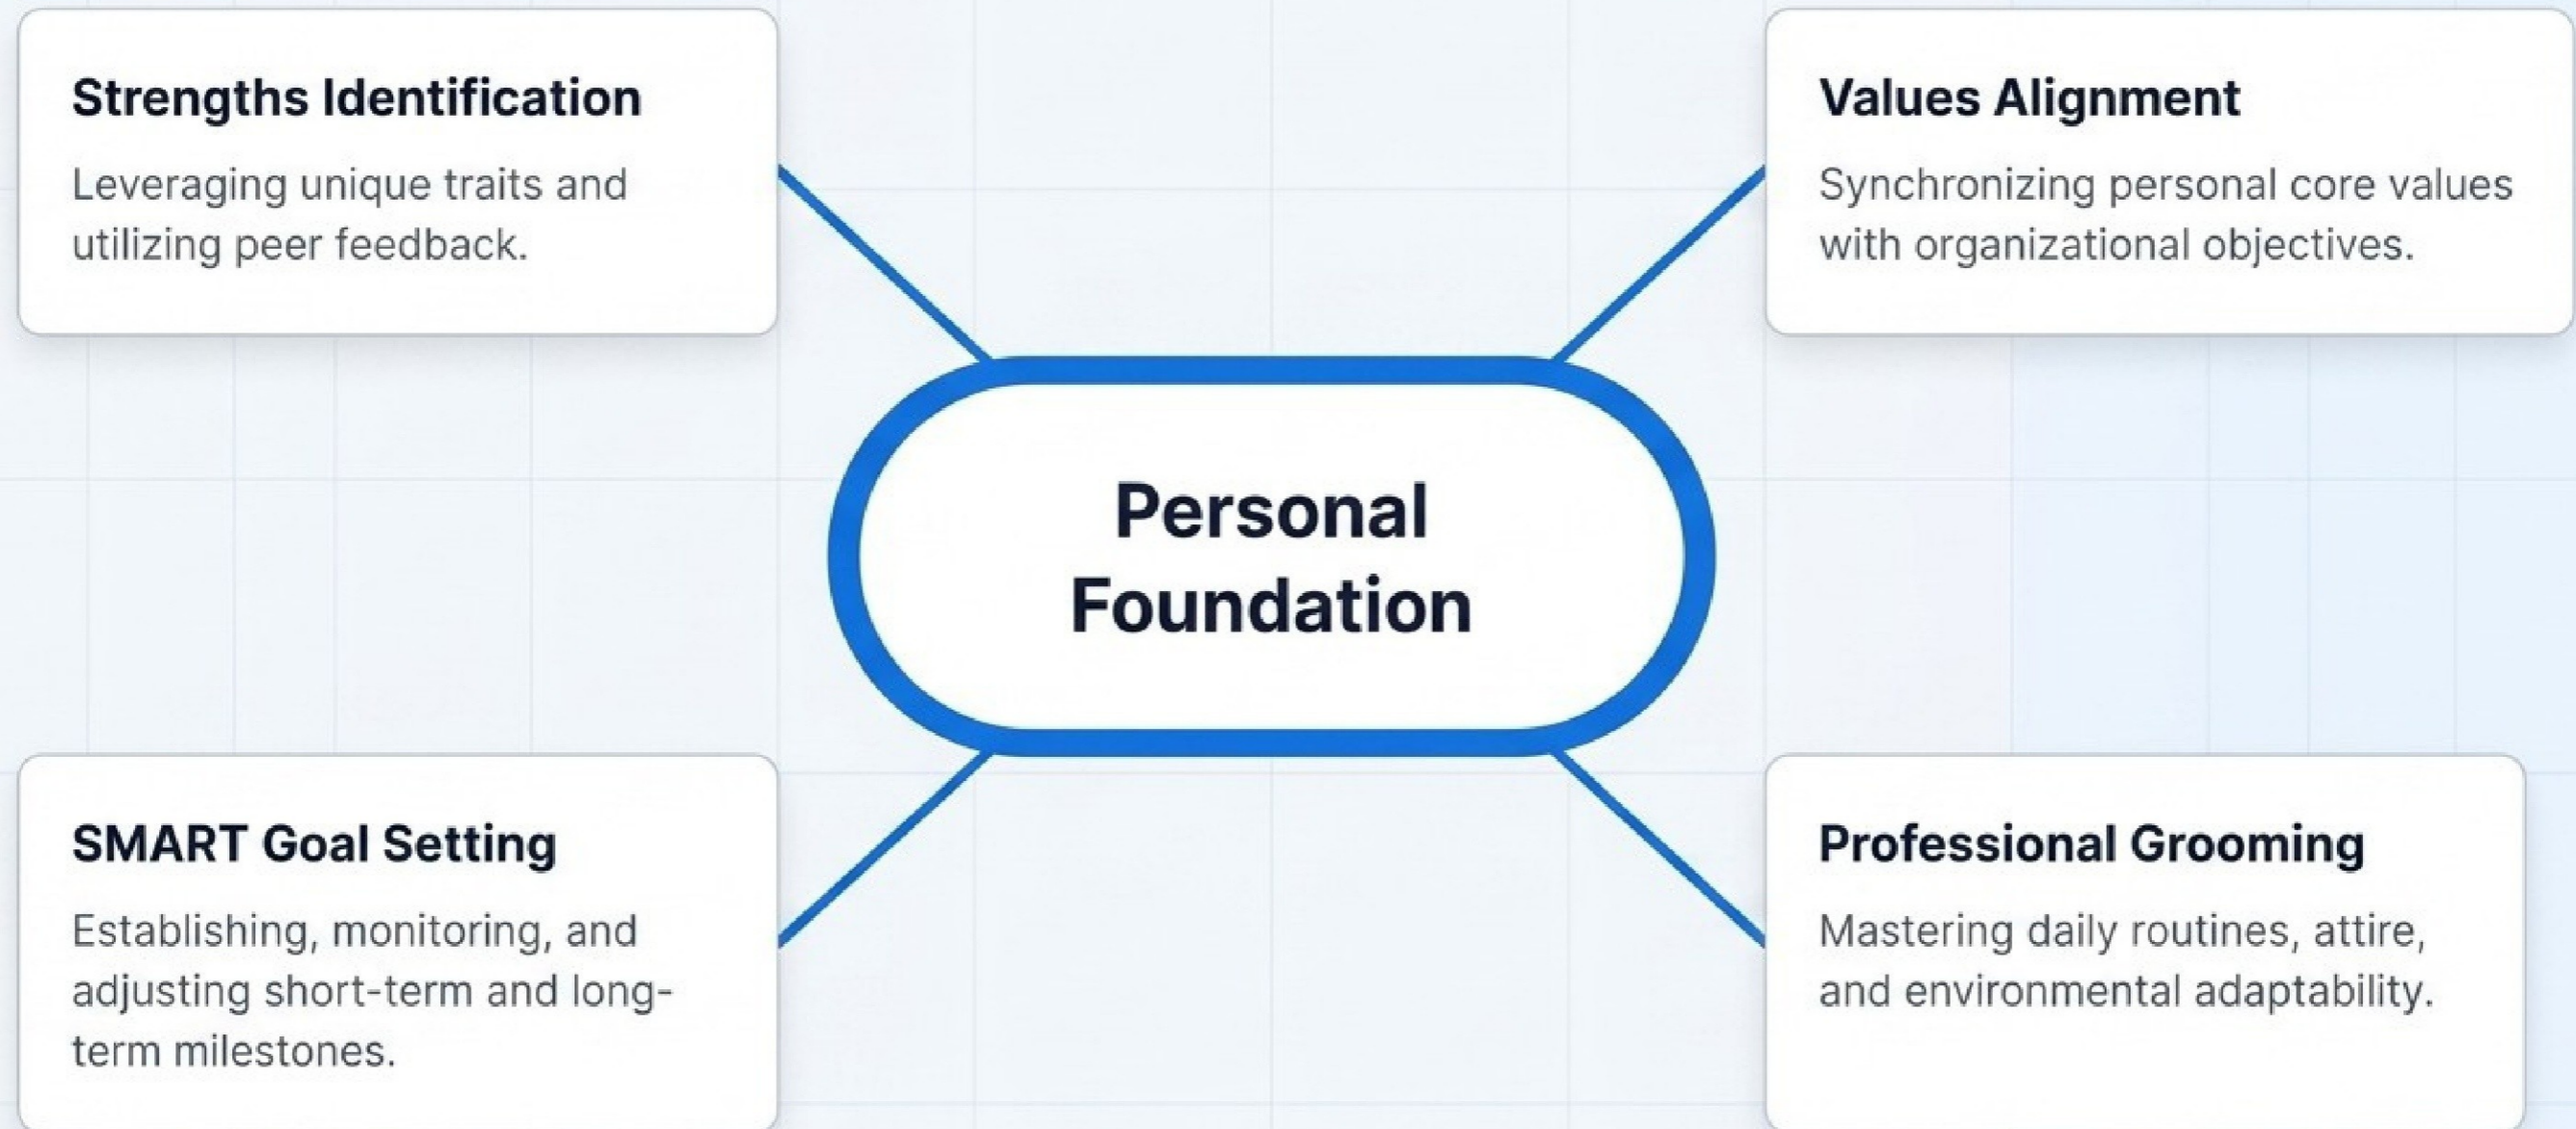 Strengths Identification
Leveraging unique traits and
utilizing peer feedback.
Values Alignment
Synchronizing personal core values
with organizational objectives.
Personal
Foundation
SMART Goal Setting
Establishing, monitoring, and
adjusting short-term and long-
term milestones.
Professional Grooming
Mastering daily routines, attire,
and environmental adaptability.